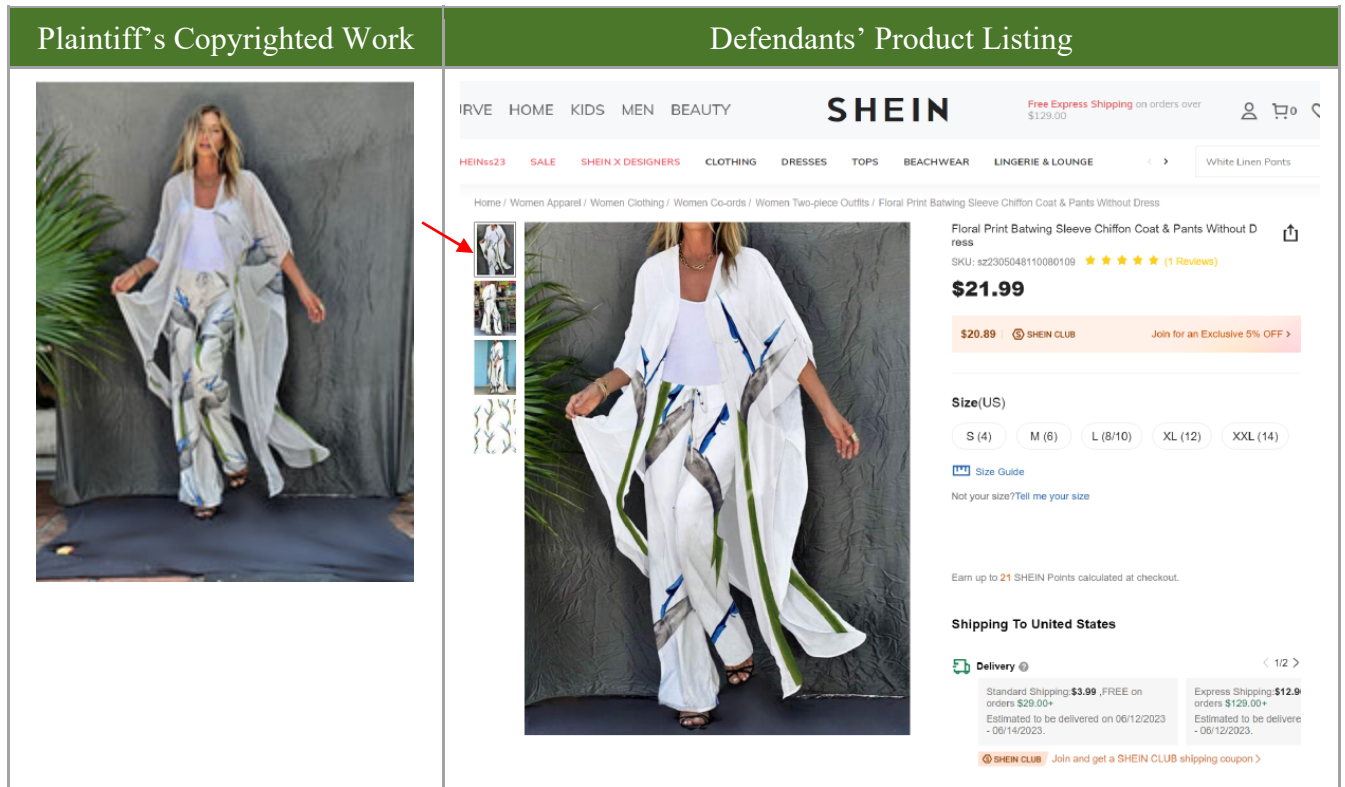 Plaintiff’s Copyrighted Work
Defendants’ Product Listing
URVE HOME KIDS MEN BEAUTY
SHEIN
Free Express Shipping on orders over
$129.00
0
HEINss23 SALE SHEIN X DESIGNERS CLOTHING DRESSES TOPS BEACHWEAR LINGERIE & LOUNGE
White Linen Pants
Home / Women Apparel / Women Clothing / Women Co-ords / Women Two-piece Outfits / Floral Print Batwing Sleeve Chiffon Coat & Pants Without Dress
Floral Print Batwing Sleeve Chiffon Coat & Pants Without D
ress
SKU: sz2305048110080109 (1 Reviews)
$21.99
$20.89 S SHEIN CLUB Join for an Exclusive 5% OFF >
Size(US)
S (4) M (6) L (8/10) XL (12) XXL (14)
Size Guide
Not your size?Tell me your size
Earn up to 21 SHEIN Points calculated at checkout.
Shipping To United States
Delivery ? < 1/2 >
Standard Shipping:$3.99 ,FREE on
orders $29.00+
Estimated to be delivered on 06/12/2023
- 06/14/2023.
Express Shipping:$12.9
orders $129.00+
Estimated to be delivere
- 06/12/2023.
S SHEIN CLUB Join and get a SHEIN CLUB shipping coupon >